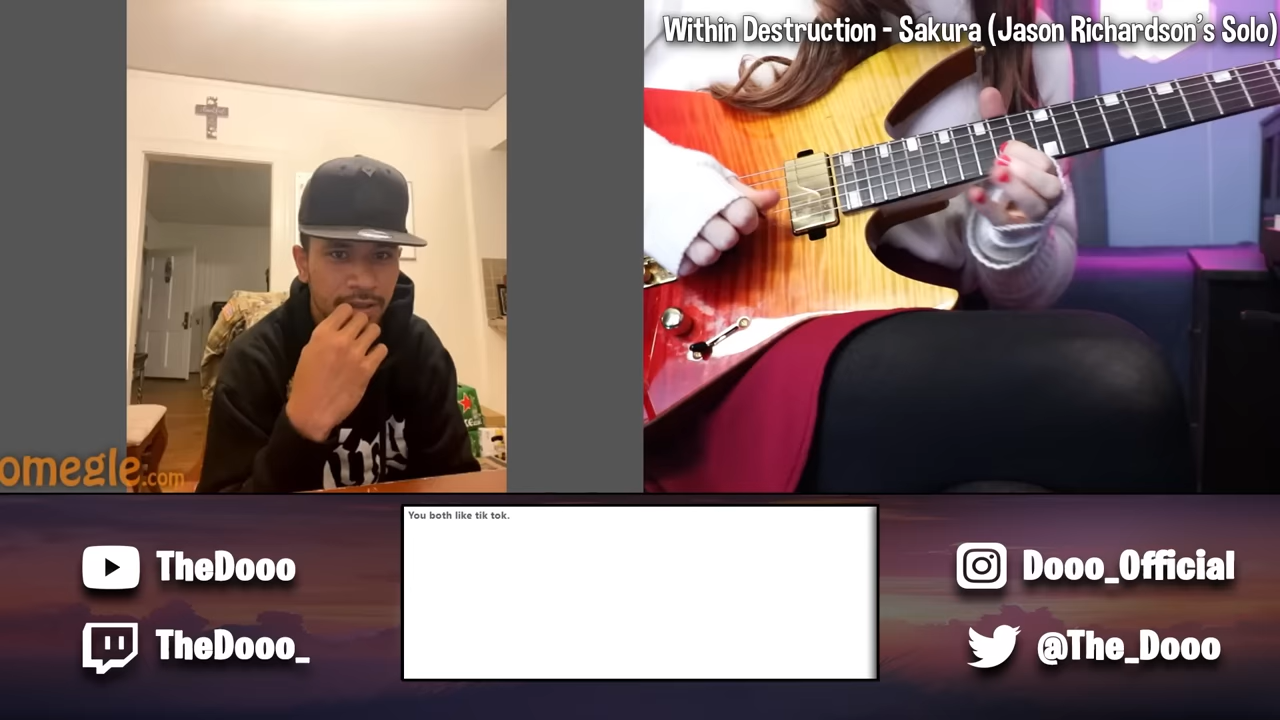 Within Destruction - Sakura (Jason Richardson's Solo)
omegle.com
You both like tik tok.
TheDooo
Dooo_Official
TheDooo_
@The_Dooo